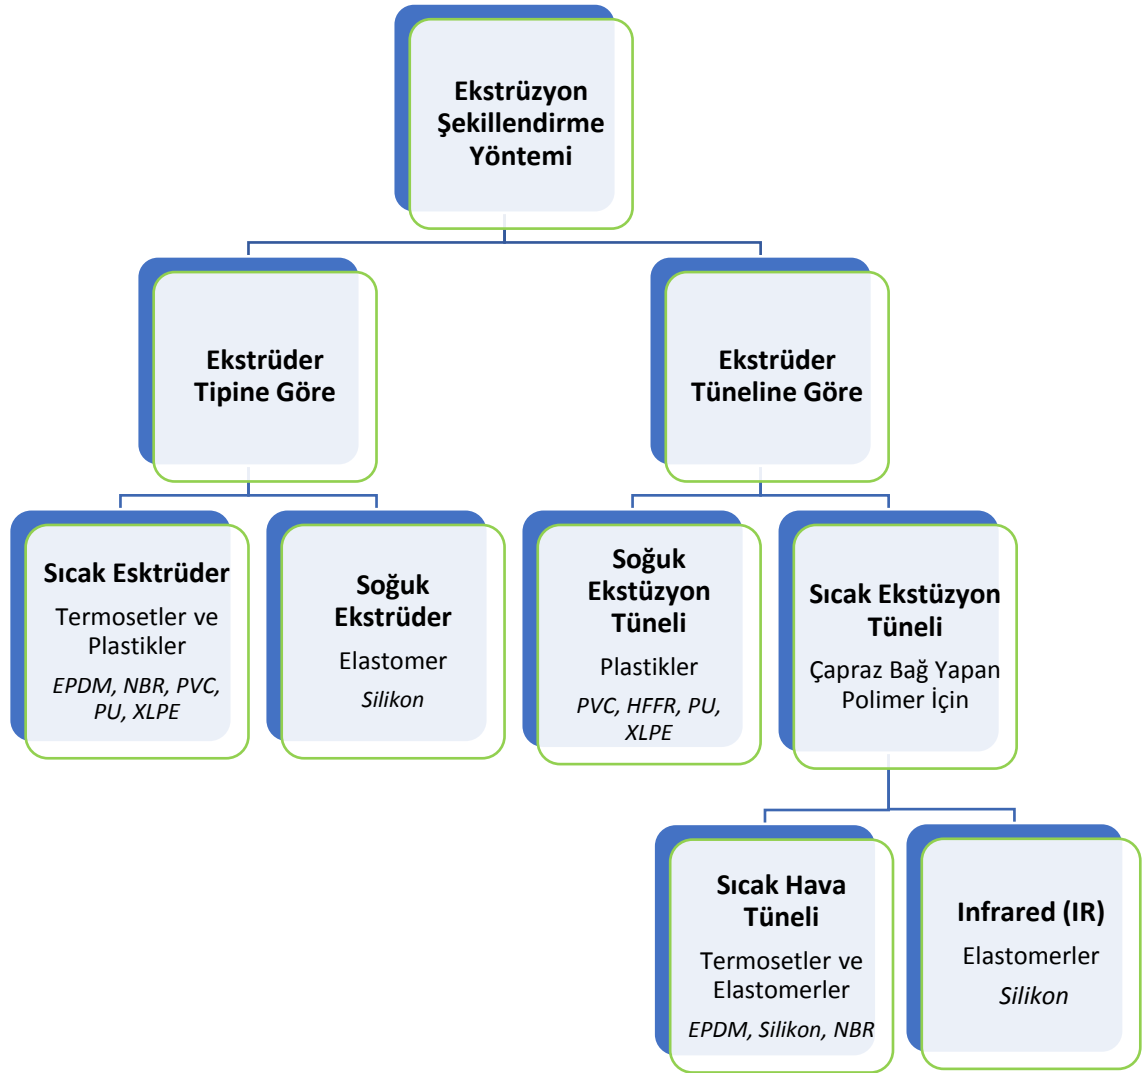 Ekstrüzyon
Şekillendirme
Yöntemi
Ekstrüder
Tipine Göre
Ekstrüder
Tüneline Göre
Sıcak Esktrüder
Termosetler ve
Plastikler
EPDM, NBR, PVC,
PU, XLPE
Soğuk
Ekstrüder
Elastomer
Silikon
Soğuk
Ekstüzyon
Tüneli
Plastikler
PVC, HFFR, PU,
XLPE
Sıcak Ekstüzyon
Tüneli
Çapraz Bağ Yapan
Polimer İçin
Sıcak Hava
Tüneli
Termosetler ve
Elastomerler
EPDM, Silikon, NBR
Infrared (IR)
Elastomerler
Silikon